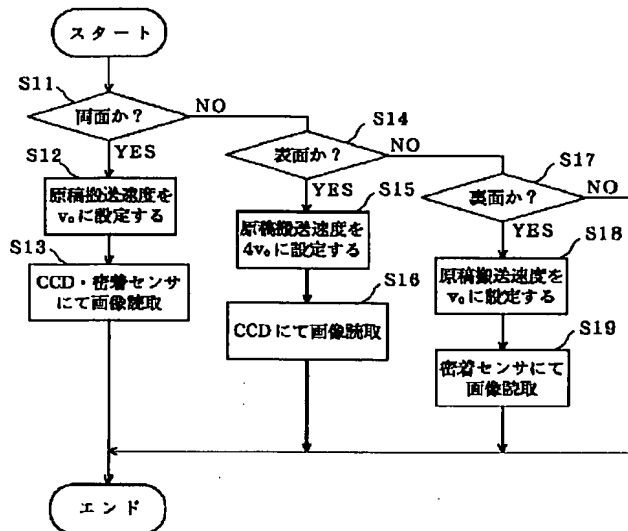 スタート
S11
両面か?
NO
YES
S12
原稿搬送速度を
v₀に設定する
S13
CCD・密着センサ
にて画像読取
S14
表面か?
NO
YES
S15
原稿搬送速度を
4v₀に設定する
S16
CCDにて画像読取
S17
裏面か?
NO
YES
S18
原稿搬送速度を
v₀に設定する
S19
密着センサにて
画像読取
エンド